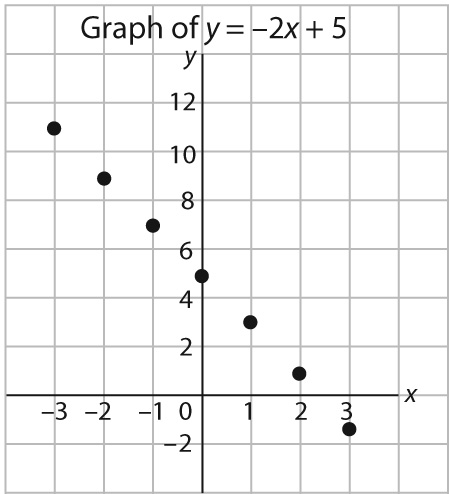 Graph of y = –2x + 5
y
12
10
8
6
4
2
–3 –2 –1 0 1 2 3 x
–2